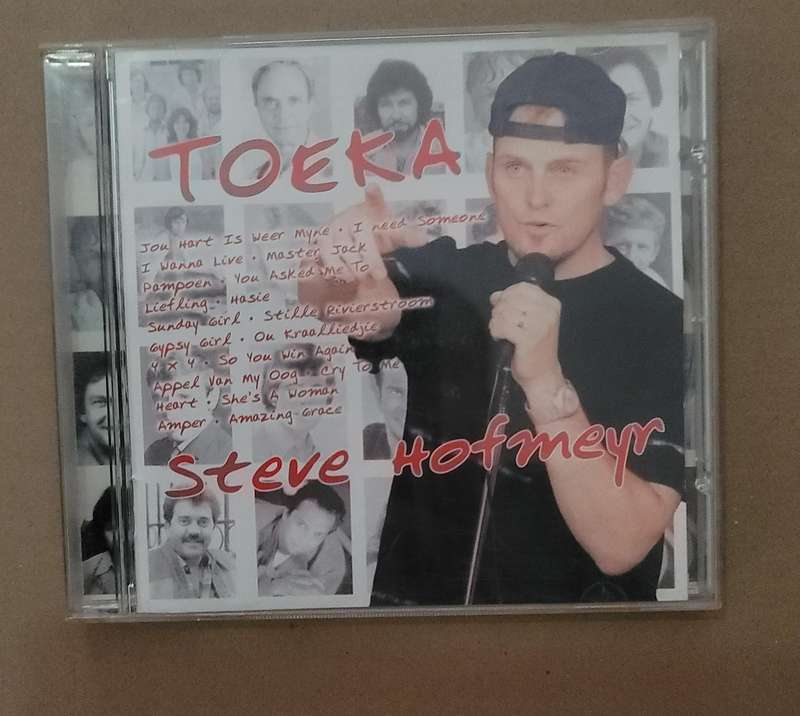 TOEKA
Jou Hart Is Weer Myne · I need Someone
I Wanna Live · Master Jack
Pampoen · You Asked Me To
Liefling · Hasie
Sunday Girl · Stille Rivierstroom
Gypsy Girl · Ou Kraalliedjie
4 x 4 · So You Win Again
Appel Van My Oog · Cry To Me
Heart · She's A Woman
Amper · Amazing Grace
Steve Hofmeyr